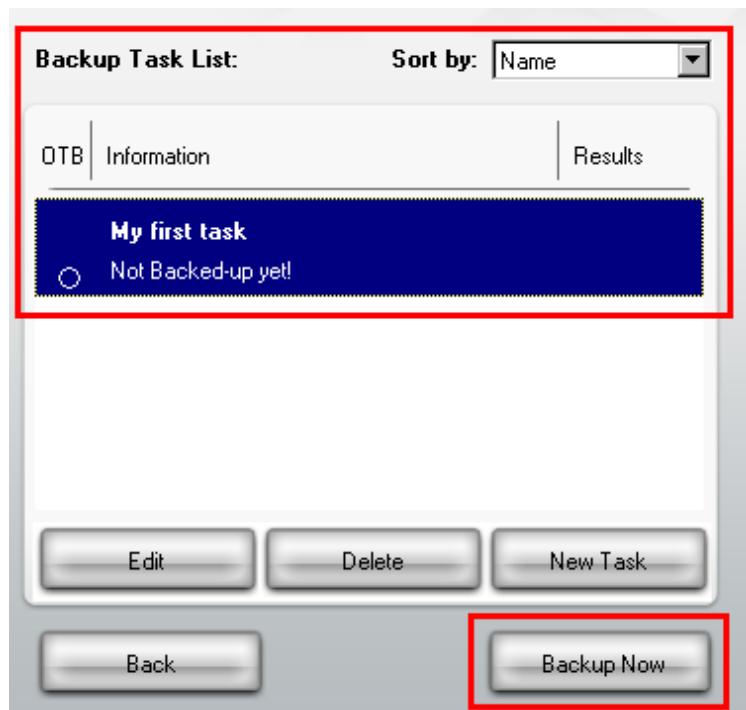 Backup Task List: Sort by: Name
OTB Information Results
My first task
Not Backed-up yet!
Edit Delete New Task
Back Backup Now